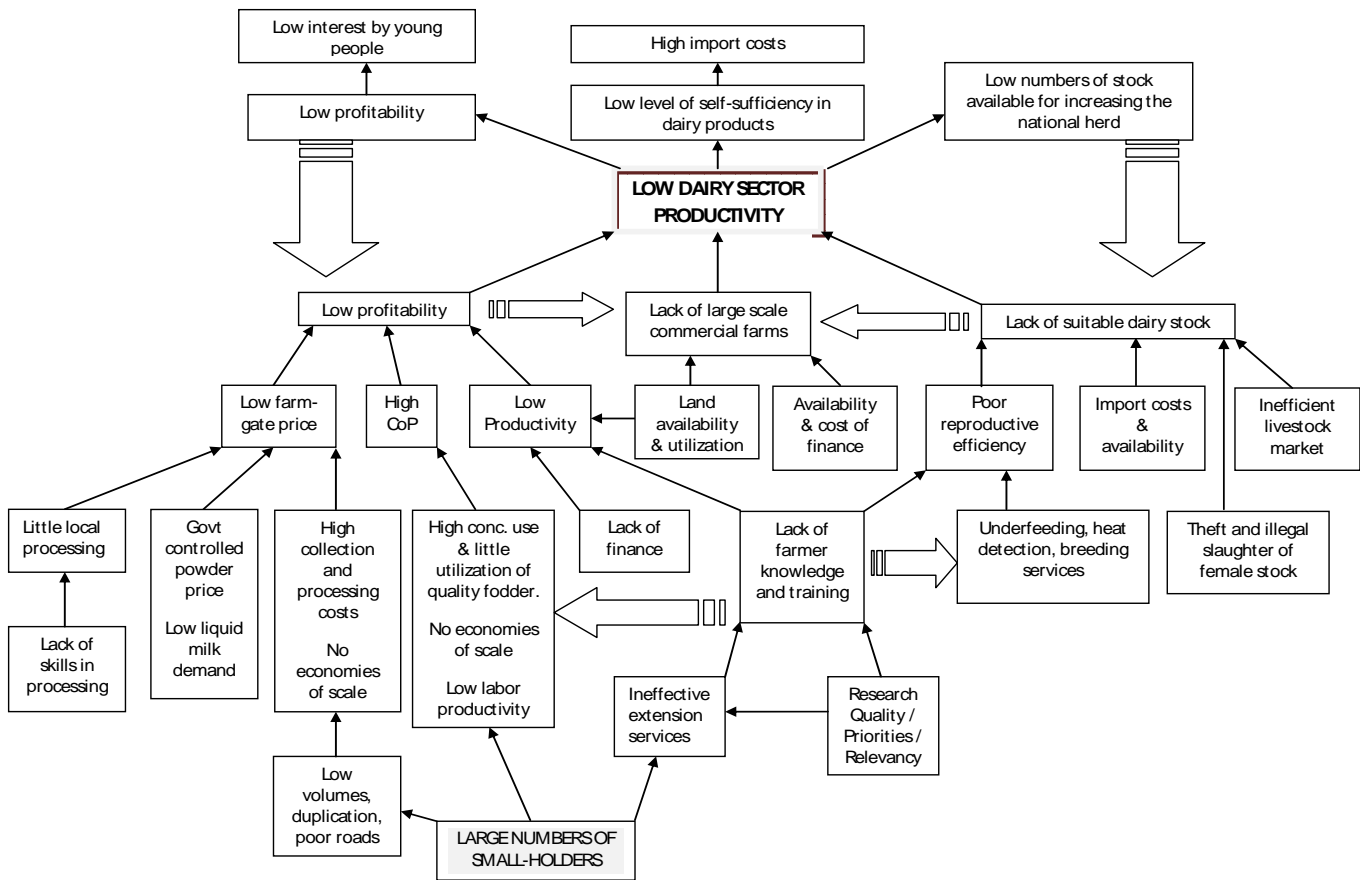 Low interest by young
people
High import costs
Low profitability
Low level of self-sufficiency in
dairy products
Low numbers of stock
available for increasing the
national herd
LOW DAIRY SECTOR
PRODUCTIVITY
Low profitability
Lack of large scale
commercial farms
Lack of suitable dairy stock
Low farm-
gate price
High
CoP
Low
Productivity
Land
availability
& utilization
Availability
& cost of
finance
Poor
reproductive
efficiency
Import costs
&
availability
Inefficient
livestock
market
Little local
processing
Govt
controlled
powder
price
Low liquid
milk
demand
High
collection
and
processing
costs
No
economies
of scale
High conc. use
& little
utilization of
quality fodder.
No economies
of scale
Low labor
productivity
Lack of
finance
Lack of
farmer
knowledge
and training
Underfeeding, heat
detection, breeding
services
Theft and illegal
slaughter of
female stock
Lack of
skills in
processing
Ineffective
extension
services
Research
Quality /
Priorities /
Relevancy
Low
volumes,
duplication,
poor roads
LARGE NUMBERS OF
SMALL-HOLDERS